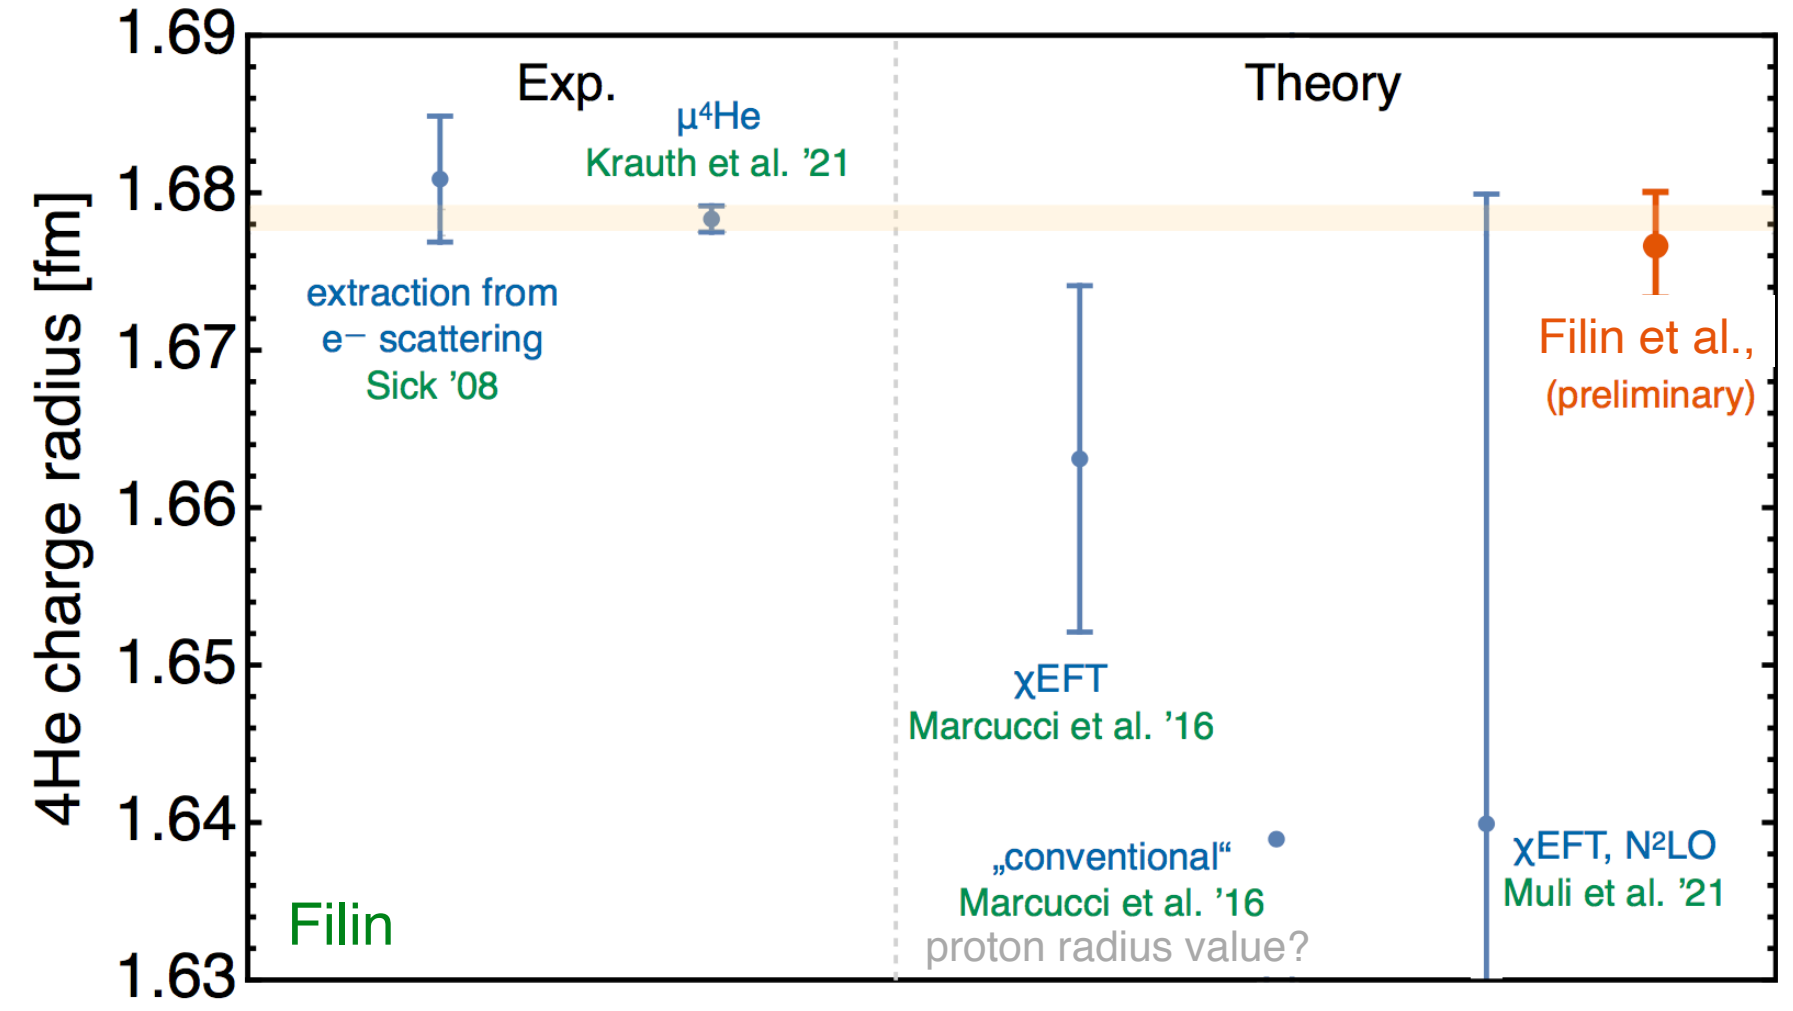 4He charge radius [fm]
1.69
1.68
1.67
1.66
1.65
1.64
1.63
Exp.
Theory
μ⁴He
Krauth et al. ’21
extraction from
e− scattering
Sick ’08
Filin et al.,
(preliminary)
χEFT
Marcucci et al. ’16
„conventional“
Marcucci et al. ’16
proton radius value?
χEFT, N²LO
Muli et al. ’21
Filin